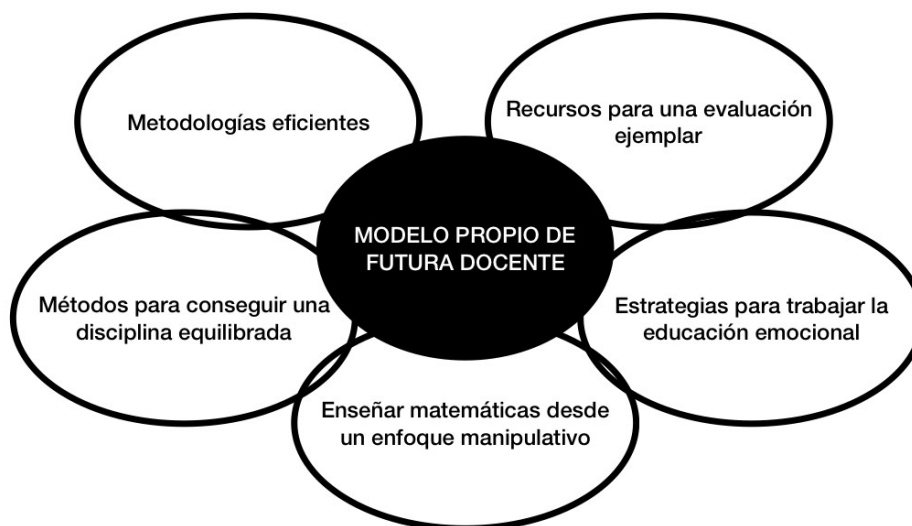 Metodologías eficientes
Recursos para una evaluación
ejemplar
MODELO PROPIO DE
FUTURA DOCENTE
Métodos para conseguir una
disciplina equilibrada
Estrategias para trabajar la
educación emocional
Enseñar matemáticas desde
un enfoque manipulativo